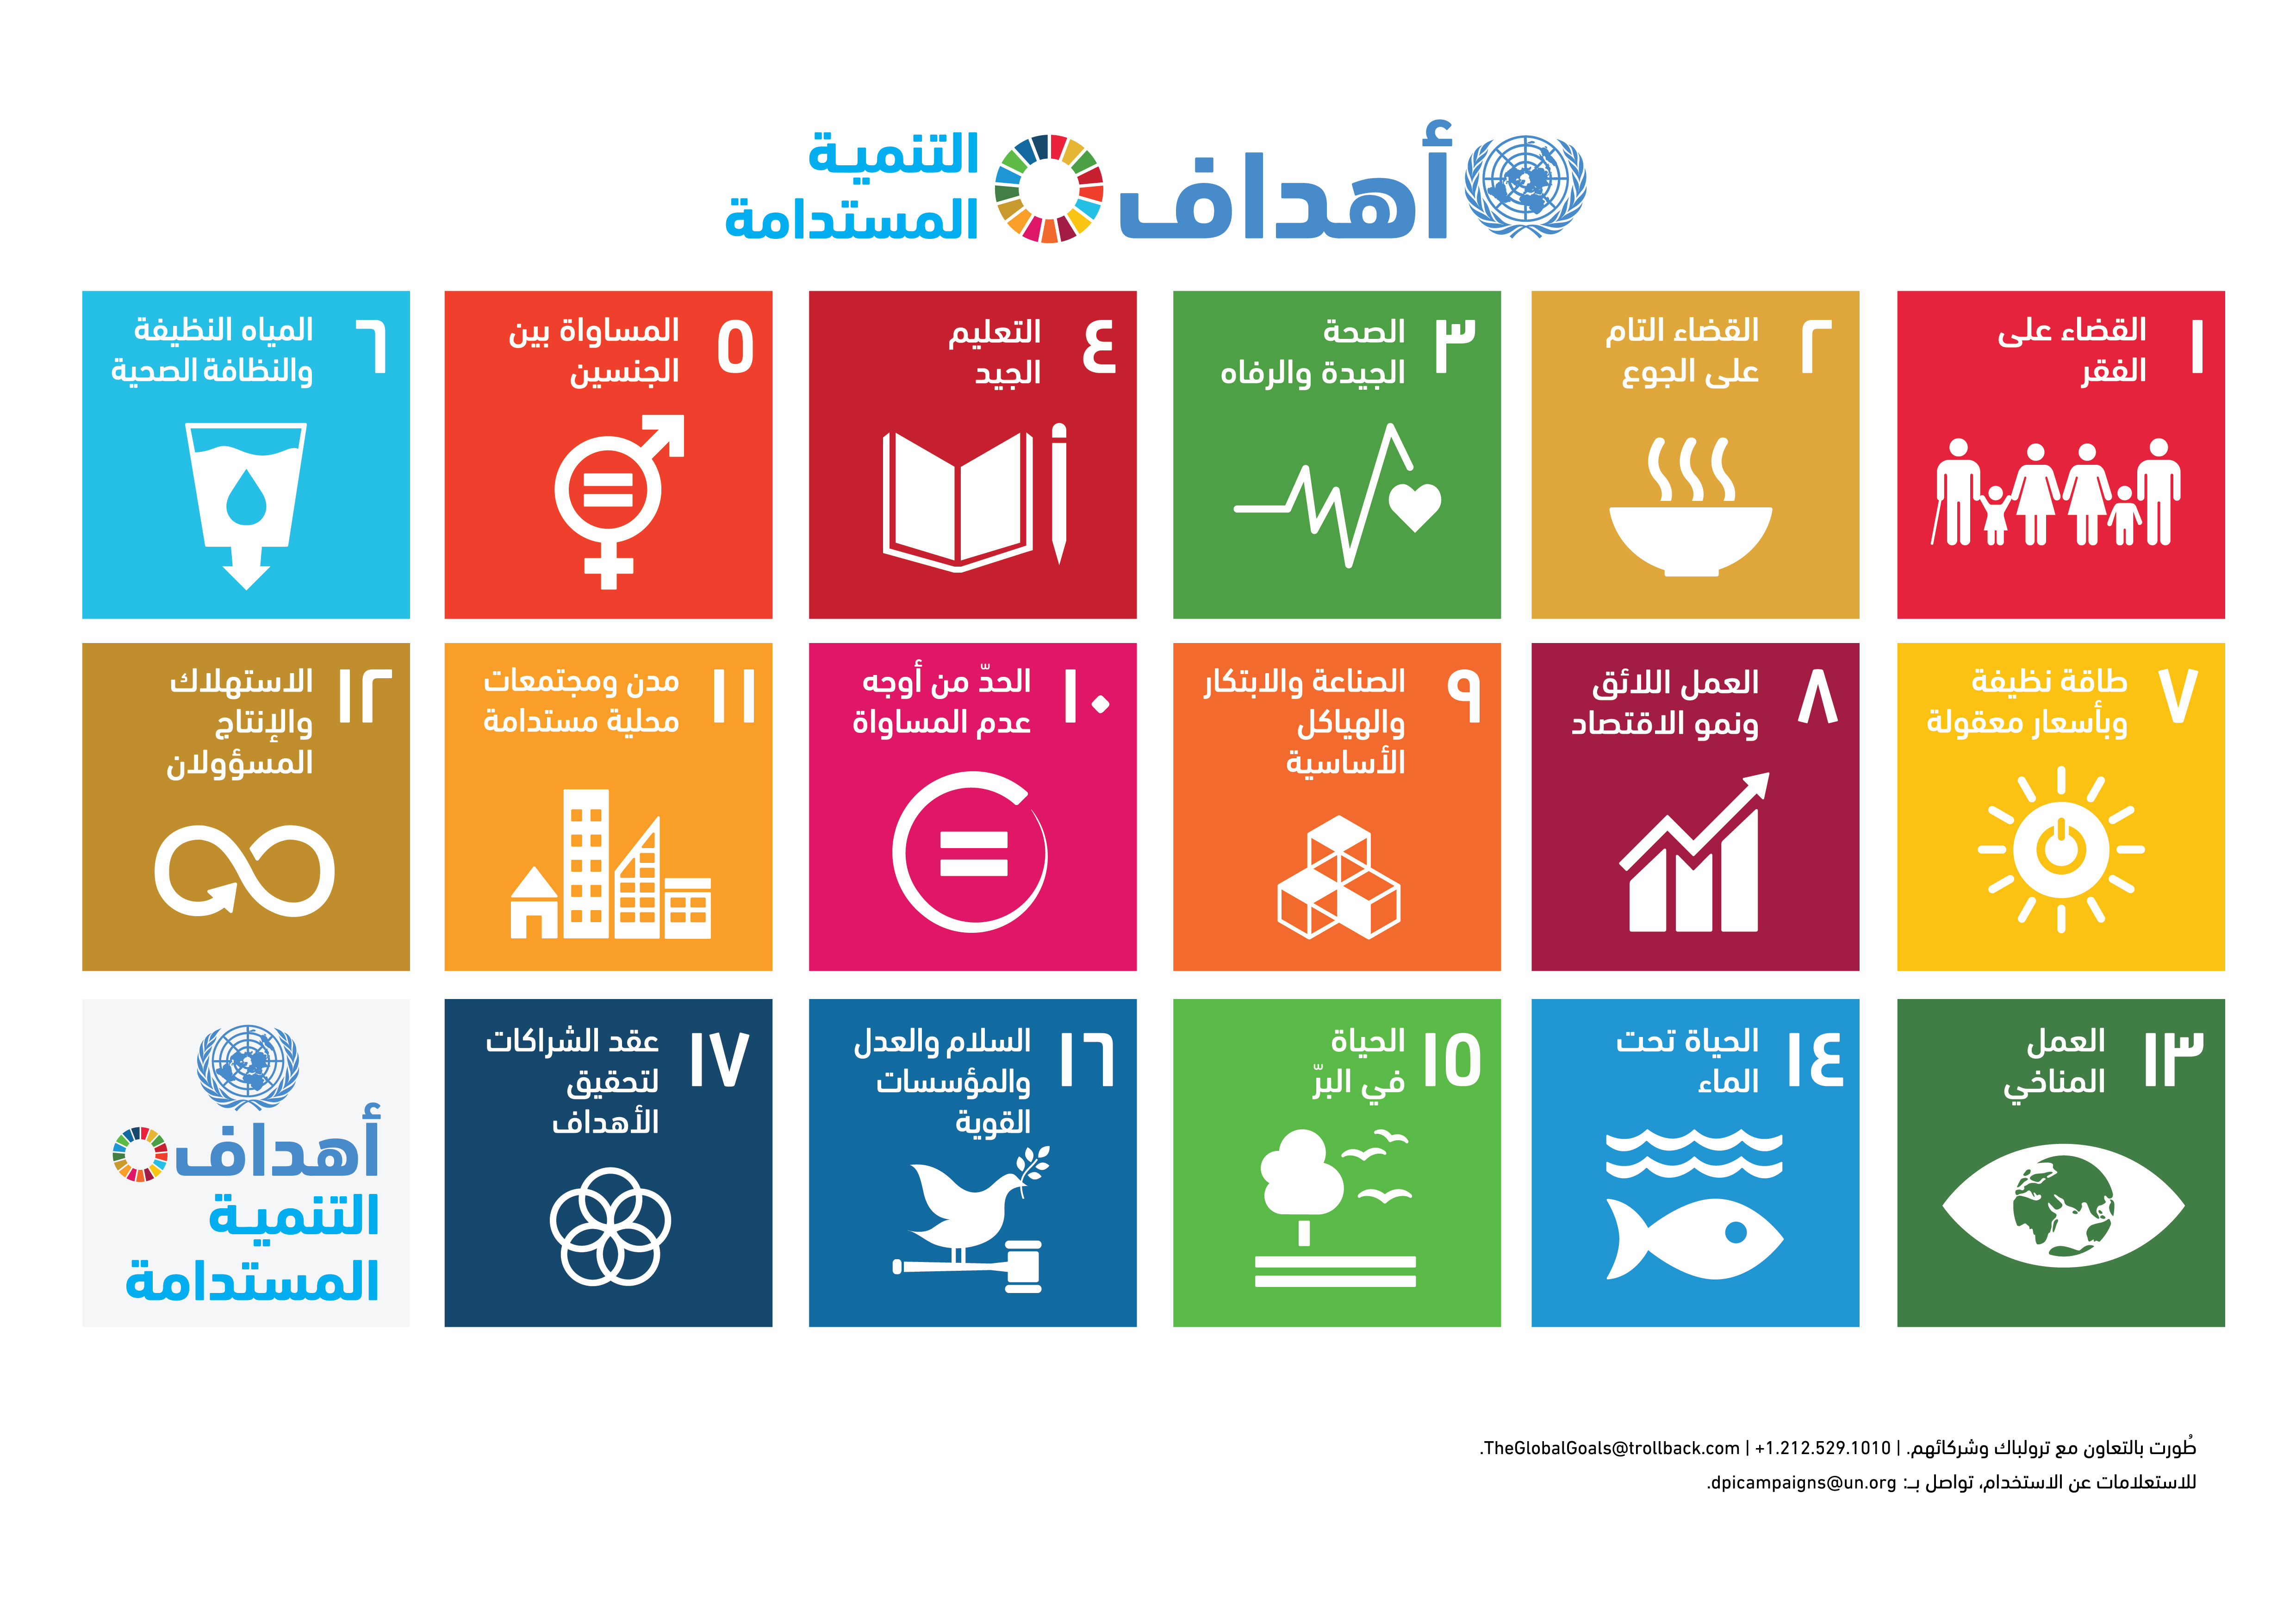 أهداف
التنمية
المستدامة
١
القضاء على
الفقر
٢
القضاء التام
على الجوع
٣
الصحة
الجيدة والرفاه
٤
التعليم
الجيد
٥
المساواة بين
الجنسين
٦
المياه النظيفة
والنظافة الصحية
٧
طاقة نظيفة
وبأسعار معقولة
٨
العمل اللائق
ونمو الاقتصاد
٩
الصناعة والابتكار
والهياكل
الأساسية
١٠
الحدّ من أوجه
عدم المساواة
١١
مدن ومجتمعات
محلية مستدامة
١٢
الاستهلاك
والإنتاج
المسؤولان
١٣
العمل
المناخي
١٤
الحياة تحت
الماء
١٥
الحياة
في البرّ
١٦
السلام والعدل
والمؤسسات
القوية
١٧
عقد الشراكات
لتحقيق
الأهداف
أهداف
التنمية
المستدامة
طُورت بالتعاون مع ترولباك وشركائهم. | TheGlobalGoals@trollback.com | +1.212.529.1010.
للاستعلامات عن الاستخدام، تواصل بـ: dpicampaigns@un.org.